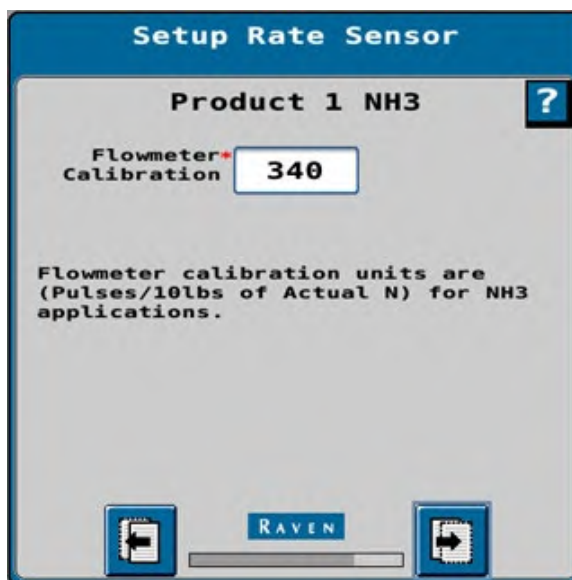 Setup Rate Sensor
Product 1 NH3
?
Flowmeter*
Calibration
340
Flowmeter calibration units are
(Pulses/10lbs of Actual N) for NH3
applications.
RAVEN